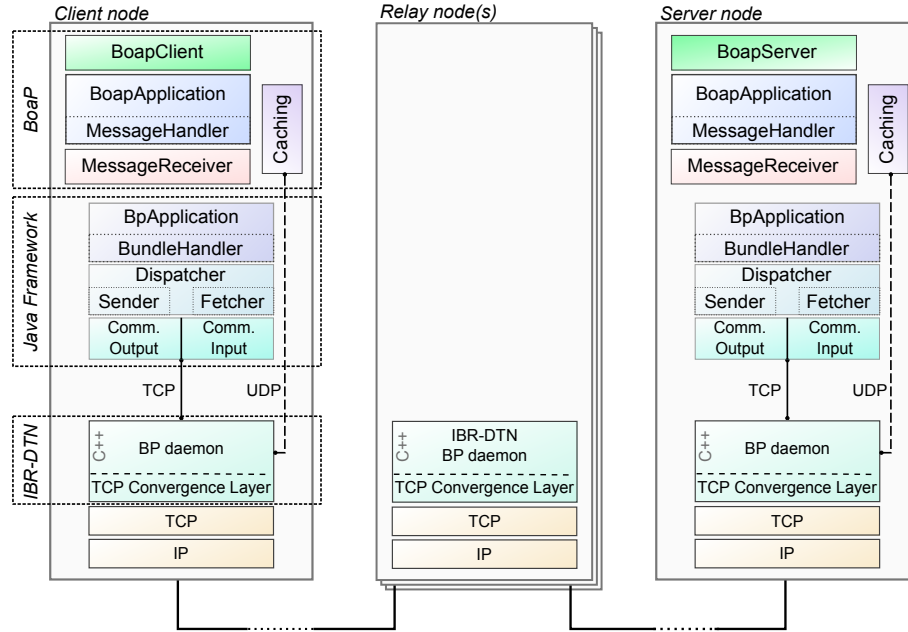 Client node
BoaP
BoapClient
BoapApplication
MessageHandler
MessageReceiver
Caching
Java Framework
BpApplication
BundleHandler
Dispatcher
Sender
Fetcher
Comm.
Output
Comm.
Input
TCP
UDP
IBR-DTN
C++
BP daemon
TCP Convergence Layer
TCP
IP
Relay node(s)
C++
IBR-DTN
BP daemon
TCP Convergence Layer
TCP
IP
Server node
BoapServer
BoapApplication
MessageHandler
MessageReceiver
Caching
BpApplication
BundleHandler
Dispatcher
Sender
Fetcher
Comm.
Output
Comm.
Input
TCP
UDP
C++
BP daemon
TCP Convergence Layer
TCP
IP